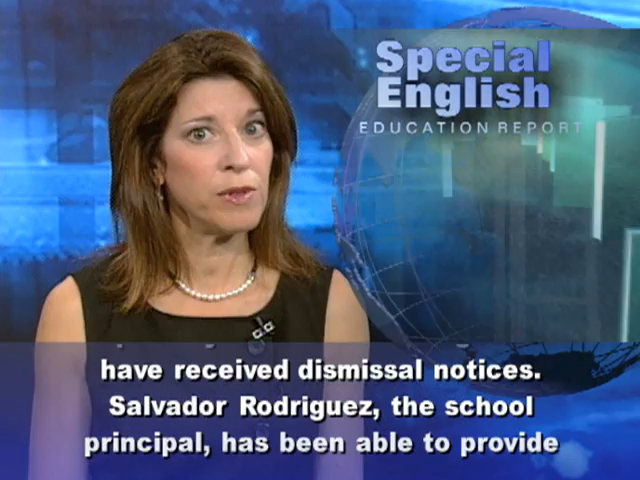 Special
English
EDUCATION REPORT
have received dismissal notices.
Salvador Rodriguez, the school
principal, has been able to provide